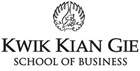 KWIK KIAN GIE
SCHOOL OF BUSINESS